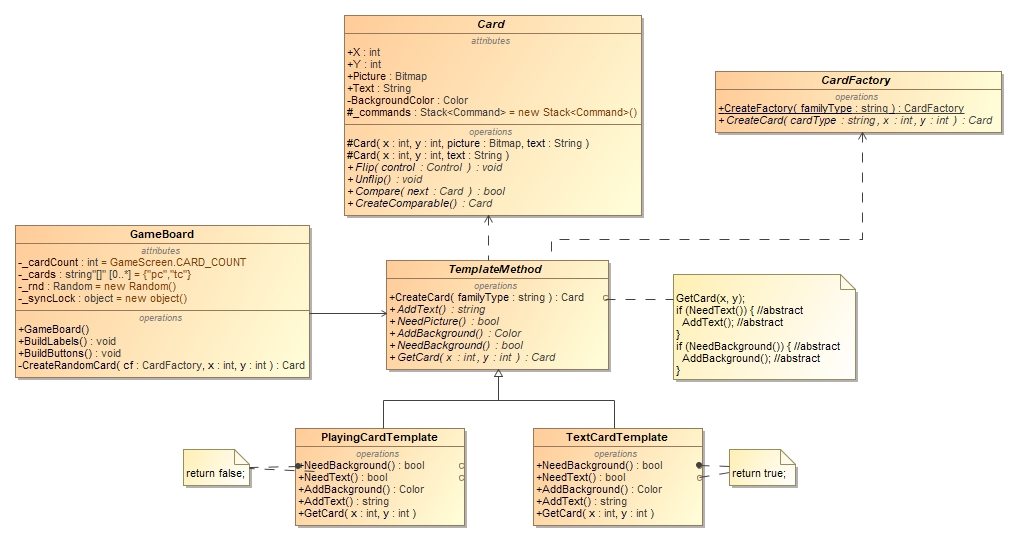 Card
attributes
+X : int
+Y : int
+Picture : Bitmap
+Text : String
-BackgroundColor : Color
#_commands : Stack<Command> = new Stack<Command>()
operations
#Card( x : int, y : int, picture : Bitmap, text : String )
#Card( x : int, y : int, text : String )
+Flip( control : Control ) : void
+Unflip() : void
+Compare( next : Card ) : bool
+CreateComparable() : Card
CardFactory
operations
+CreateFactory( familyType : string ) : CardFactory
+CreateCard( cardType : string, x : int, y : int ) : Card
GameBoard
attributes
-_cardCount : int = GameScreen.CARD_COUNT
-_cards : string"[]" [0..*] = {"pc","tc"}
-_rnd : Random = new Random()
-_syncLock : object = new object()
operations
+GameBoard()
+BuildLabels() : void
+BuildButtons() : void
-CreateRandomCard( cf : CardFactory, x : int, y : int ) : Card
TemplateMethod
operations
+CreateCard( familyType : string ) : Card
+AddText() : string
+NeedPicture() : bool
+AddBackground() : Color
+NeedBackground() : bool
+GetCard( x : int, y : int ) : Card
GetCard(x, y);
if (NeedText()) { //abstract
AddText(); //abstract
}
if (NeedBackground()) { //abstract
AddBackground(); //abstract
}
PlayingCardTemplate
operations
+NeedBackground() : bool
+NeedText() : bool
+AddBackground() : Color
+AddText() : string
+GetCard( x : int, y : int )
return false;
TextCardTemplate
operations
+NeedBackground() : bool
+NeedText() : bool
+AddBackground() : Color
+AddText() : string
+GetCard( x : int, y : int )
return true;